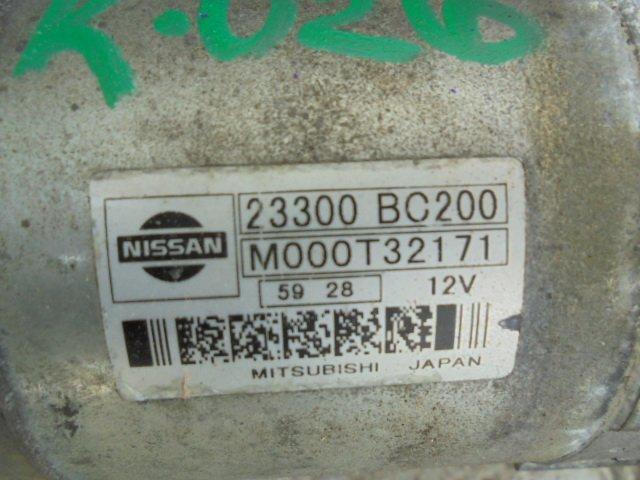 K-026
NISSAN
23300 BC200
M000T32171
59 28
12V
MITSUBISHI JAPAN